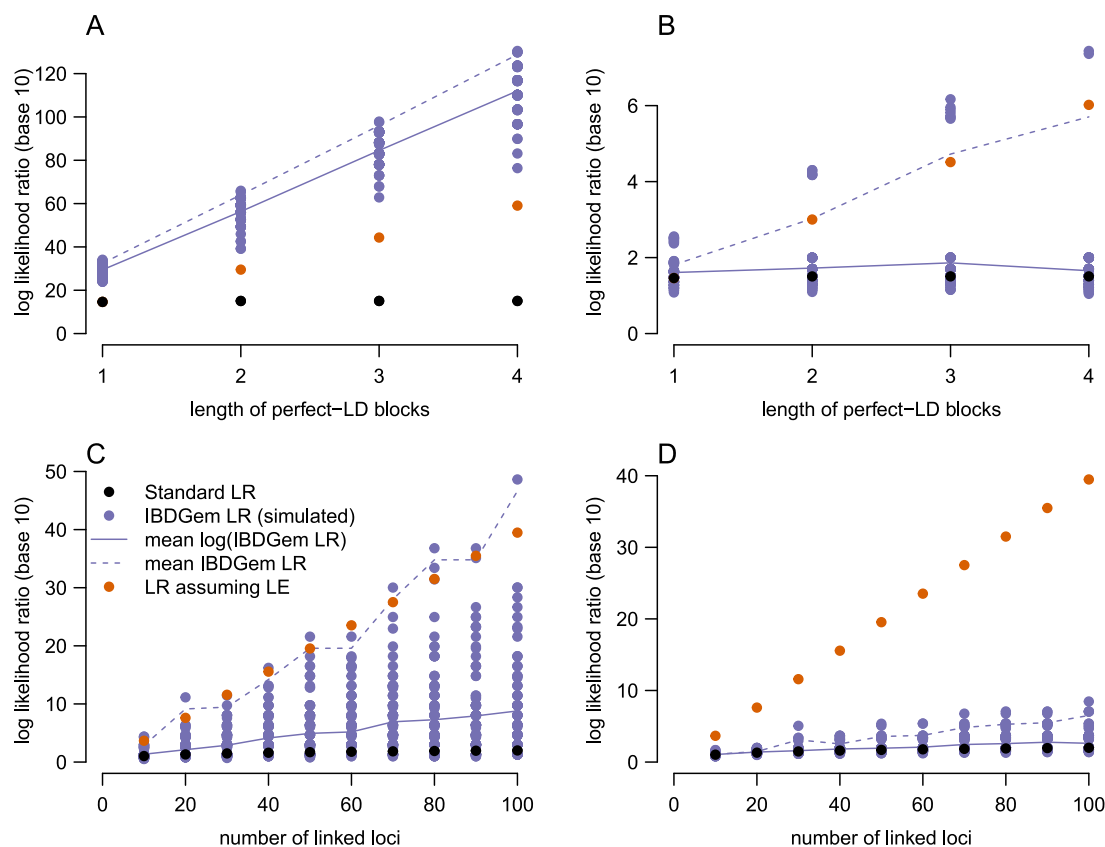 A
log likelihood ratio (base 10)
0
20
40
60
80
100
120
1
2
3
4
length of perfect−LD blocks
B
log likelihood ratio (base 10)
0
2
4
6
1
2
3
4
length of perfect−LD blocks
C
log likelihood ratio (base 10)
0
10
20
30
40
50
Standard LR
IBDGem LR (simulated)
mean log(IBDGem LR)
mean IBDGem LR
LR assuming LE
0
20
40
60
80
100
number of linked loci
D
log likelihood ratio (base 10)
0
10
20
30
40
0
20
40
60
80
100
number of linked loci